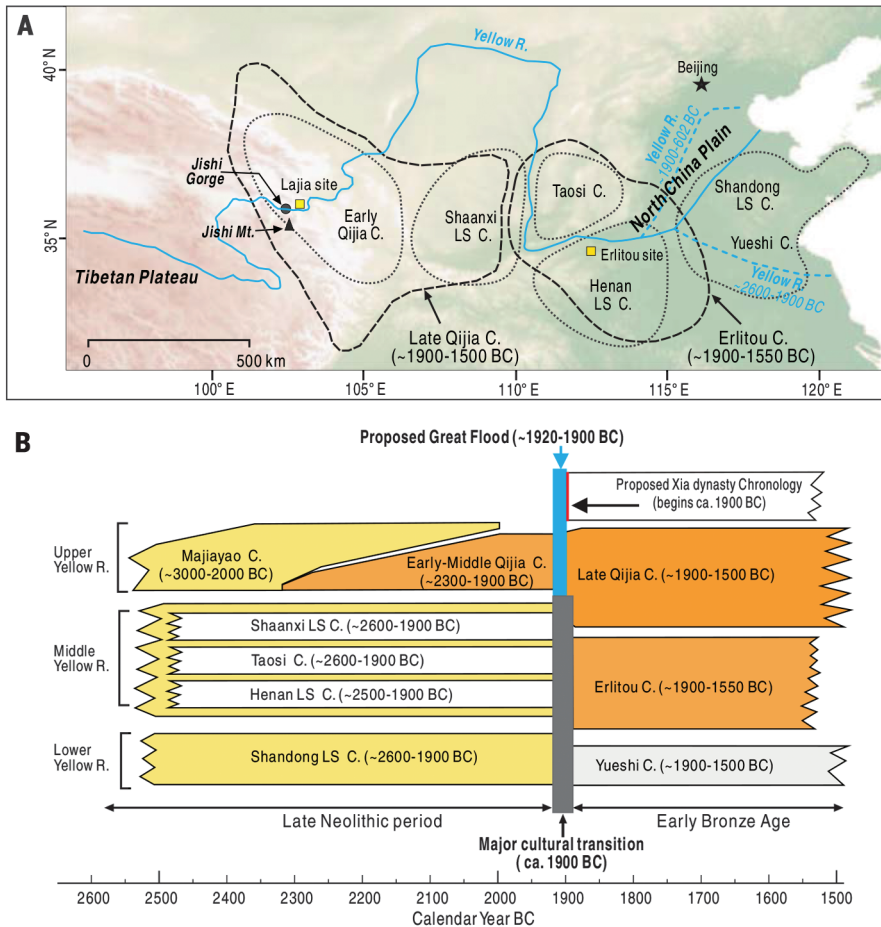 A
40° N
35° N
Yellow R.
Beijing
Yellow R.
1900-602 BC
North China Plain
Jishi
Gorge
Lajia site
Jishi Mt.
Early
Qijia C.
Shaanxi
LS C.
Taosi C.
Shandong
LS C.
Yueshi C.
Erlitou site
Henan
LS C.
Yellow R.
~2600-1900 BC
Tibetan Plateau
Late Qijia C.
(~1900-1500 BC)
Erlitou C.
(~1900-1550 BC)
0
500 km
100° E
105° E
110° E
115° E
120° E
B
Proposed Great Flood (~1920-1900 BC)
Proposed Xia dynasty Chronology
(begins ca. 1900 BC)
Upper
Yellow R.
Majiayao C.
(~3000-2000 BC)
Early-Middle Qijia C.
(~2300-1900 BC)
Late Qijia C. (~1900-1500 BC)
Middle
Yellow R.
Shaanxi LS C. (~2600-1900 BC)
Taosi C. (~2600-1900 BC)
Henan LS C. (~2500-1900 BC)
Erlitou C. (~1900-1550 BC)
Lower
Yellow R.
Shandong LS C. (~2600-1900 BC)
Yueshi C. (~1900-1500 BC)
Late Neolithic period
Early Bronze Age
Major cultural transition
( ca. 1900 BC)
2600 2500 2400 2300 2200 2100 2000 1900 1800 1700 1600 1500
Calendar Year BC